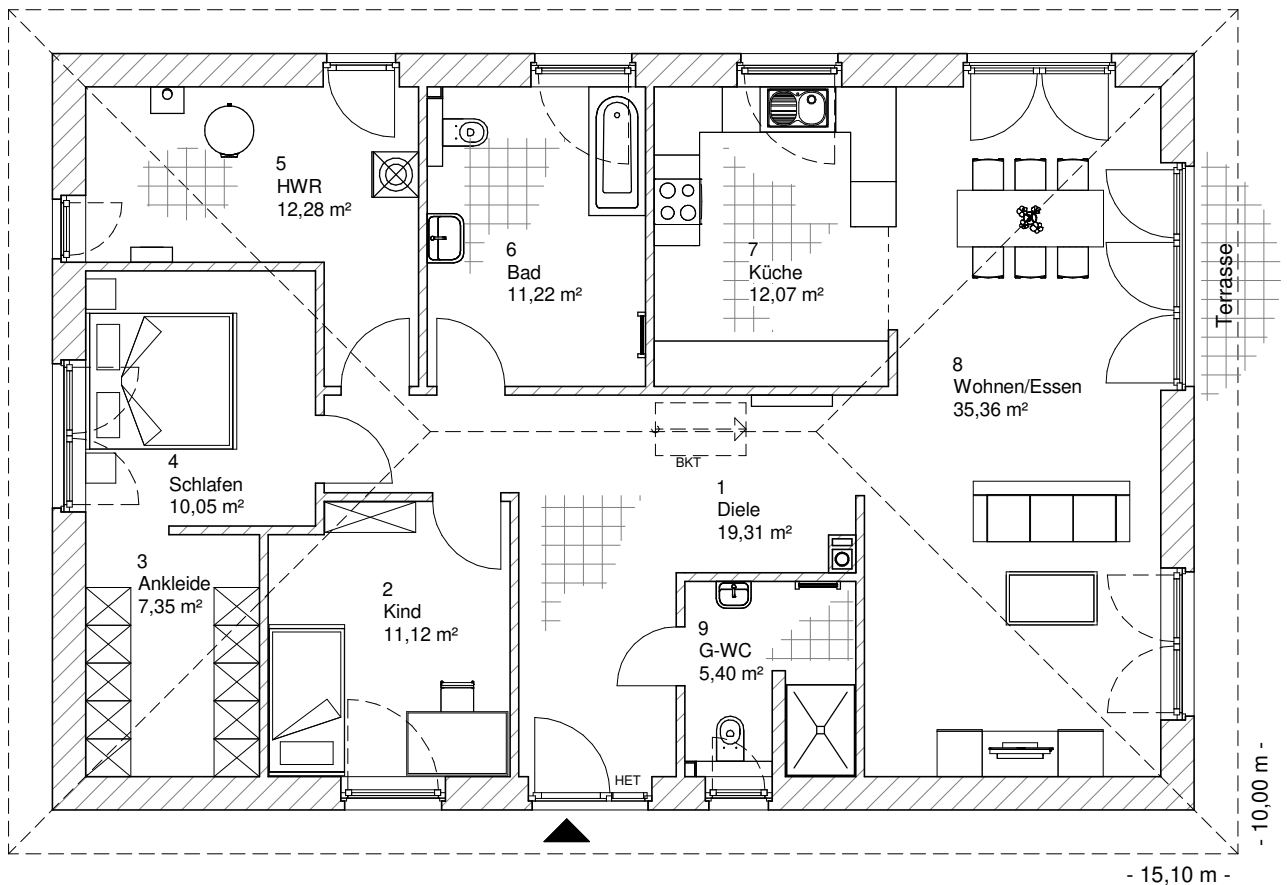 5
HWR
12,28 m²
6
Bad
11,22 m²
7
Küche
12,07 m²
Terrasse
8
Wohnen/Essen
35,36 m²
4
Schlafen
10,05 m²
BKT
1
Diele
19,31 m²
3
Ankleide
7,35 m²
2
Kind
11,12 m²
9
G-WC
5,40 m²
HET
- 10,00 m -
- 15,10 m -